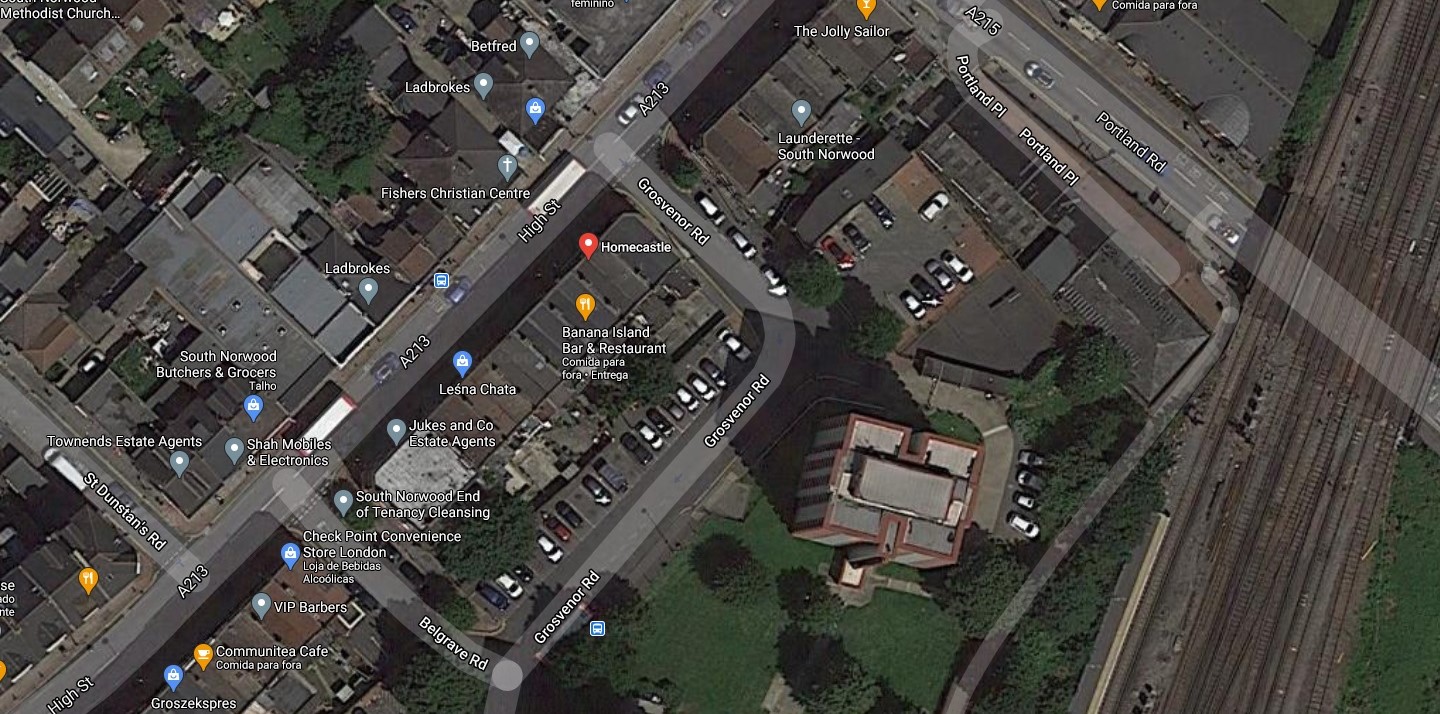 South Norwood
Methodist Church...
feminino
Comida para fora
A215
The Jolly Sailor
Betfred
Ladbrokes
A213
Portland Pl
Portland Pl
Portland Rd
Launderette -
South Norwood
Fishers Christian Centre
High St
Grosvenor Rd
Homecastle
Ladbrokes
Banana Island
Bar & Restaurant
Comida para
fora • Entrega
A213
South Norwood
Butchers & Grocers
Talho
Leśna Chata
Grosvenor Rd
Jukes and Co
Estate Agents
Townends Estate Agents
Shah Mobiles
& Electronics
St Dunstan's Rd
South Norwood End
of Tenancy Cleansing
Check Point Convenience
Store London
Loja de Bebidas
Alcoólicas
A213
se
ado
nte
VIP Barbers
Grosvenor Rd
Belgrave Rd
Communitea Cafe
Comida para fora
High St
Groszekspres